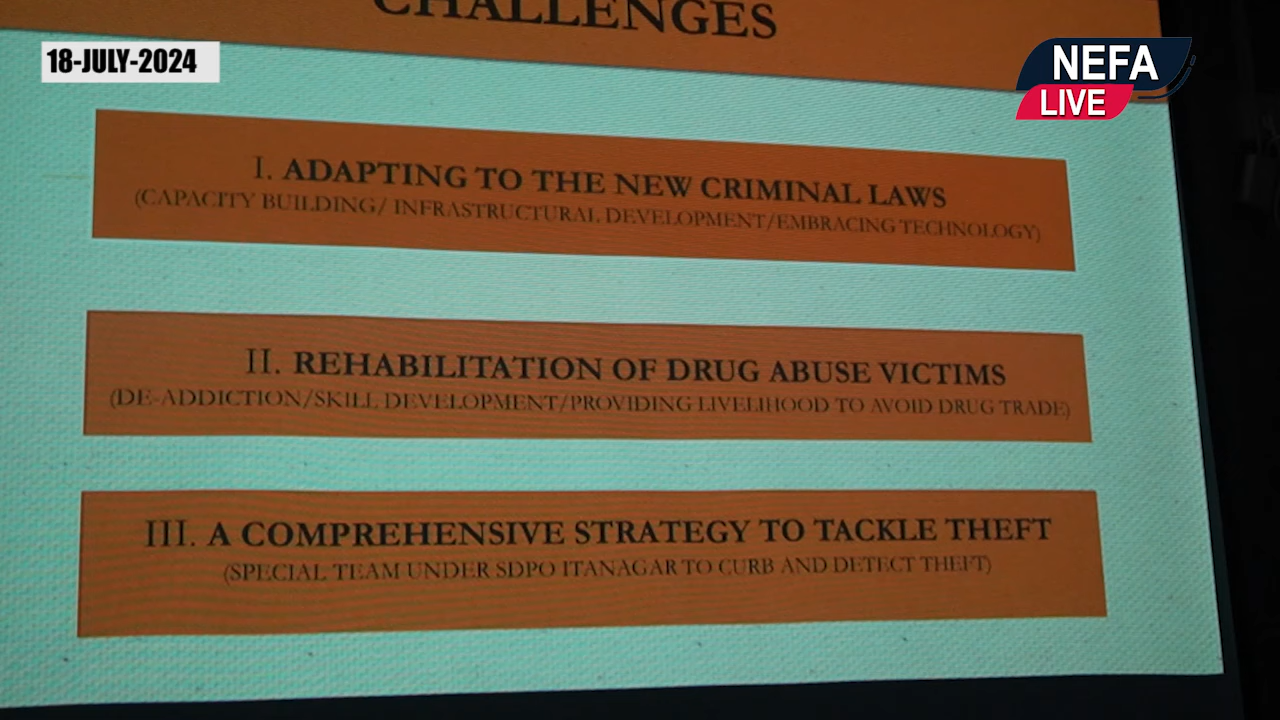 CHALLENGES
18-JULY-2024
NEFA
LIVE
I. ADAPTING TO THE NEW CRIMINAL LAWS
(CAPACITY BUILDING/ INFRASTRUCTURAL DEVELOPMENT/EMBRACING TECHNOLOGY)
II. REHABILITATION OF DRUG ABUSE VICTIMS
(DE-ADDICTION/SKILL DEVELOPMENT/PROVIDING LIVELIHOOD TO AVOID DRUG TRADE)
III. A COMPREHENSIVE STRATEGY TO TACKLE THEFT
(SPECIAL TEAM UNDER SDPO ITANAGAR TO CURB AND DETECT THEFT)